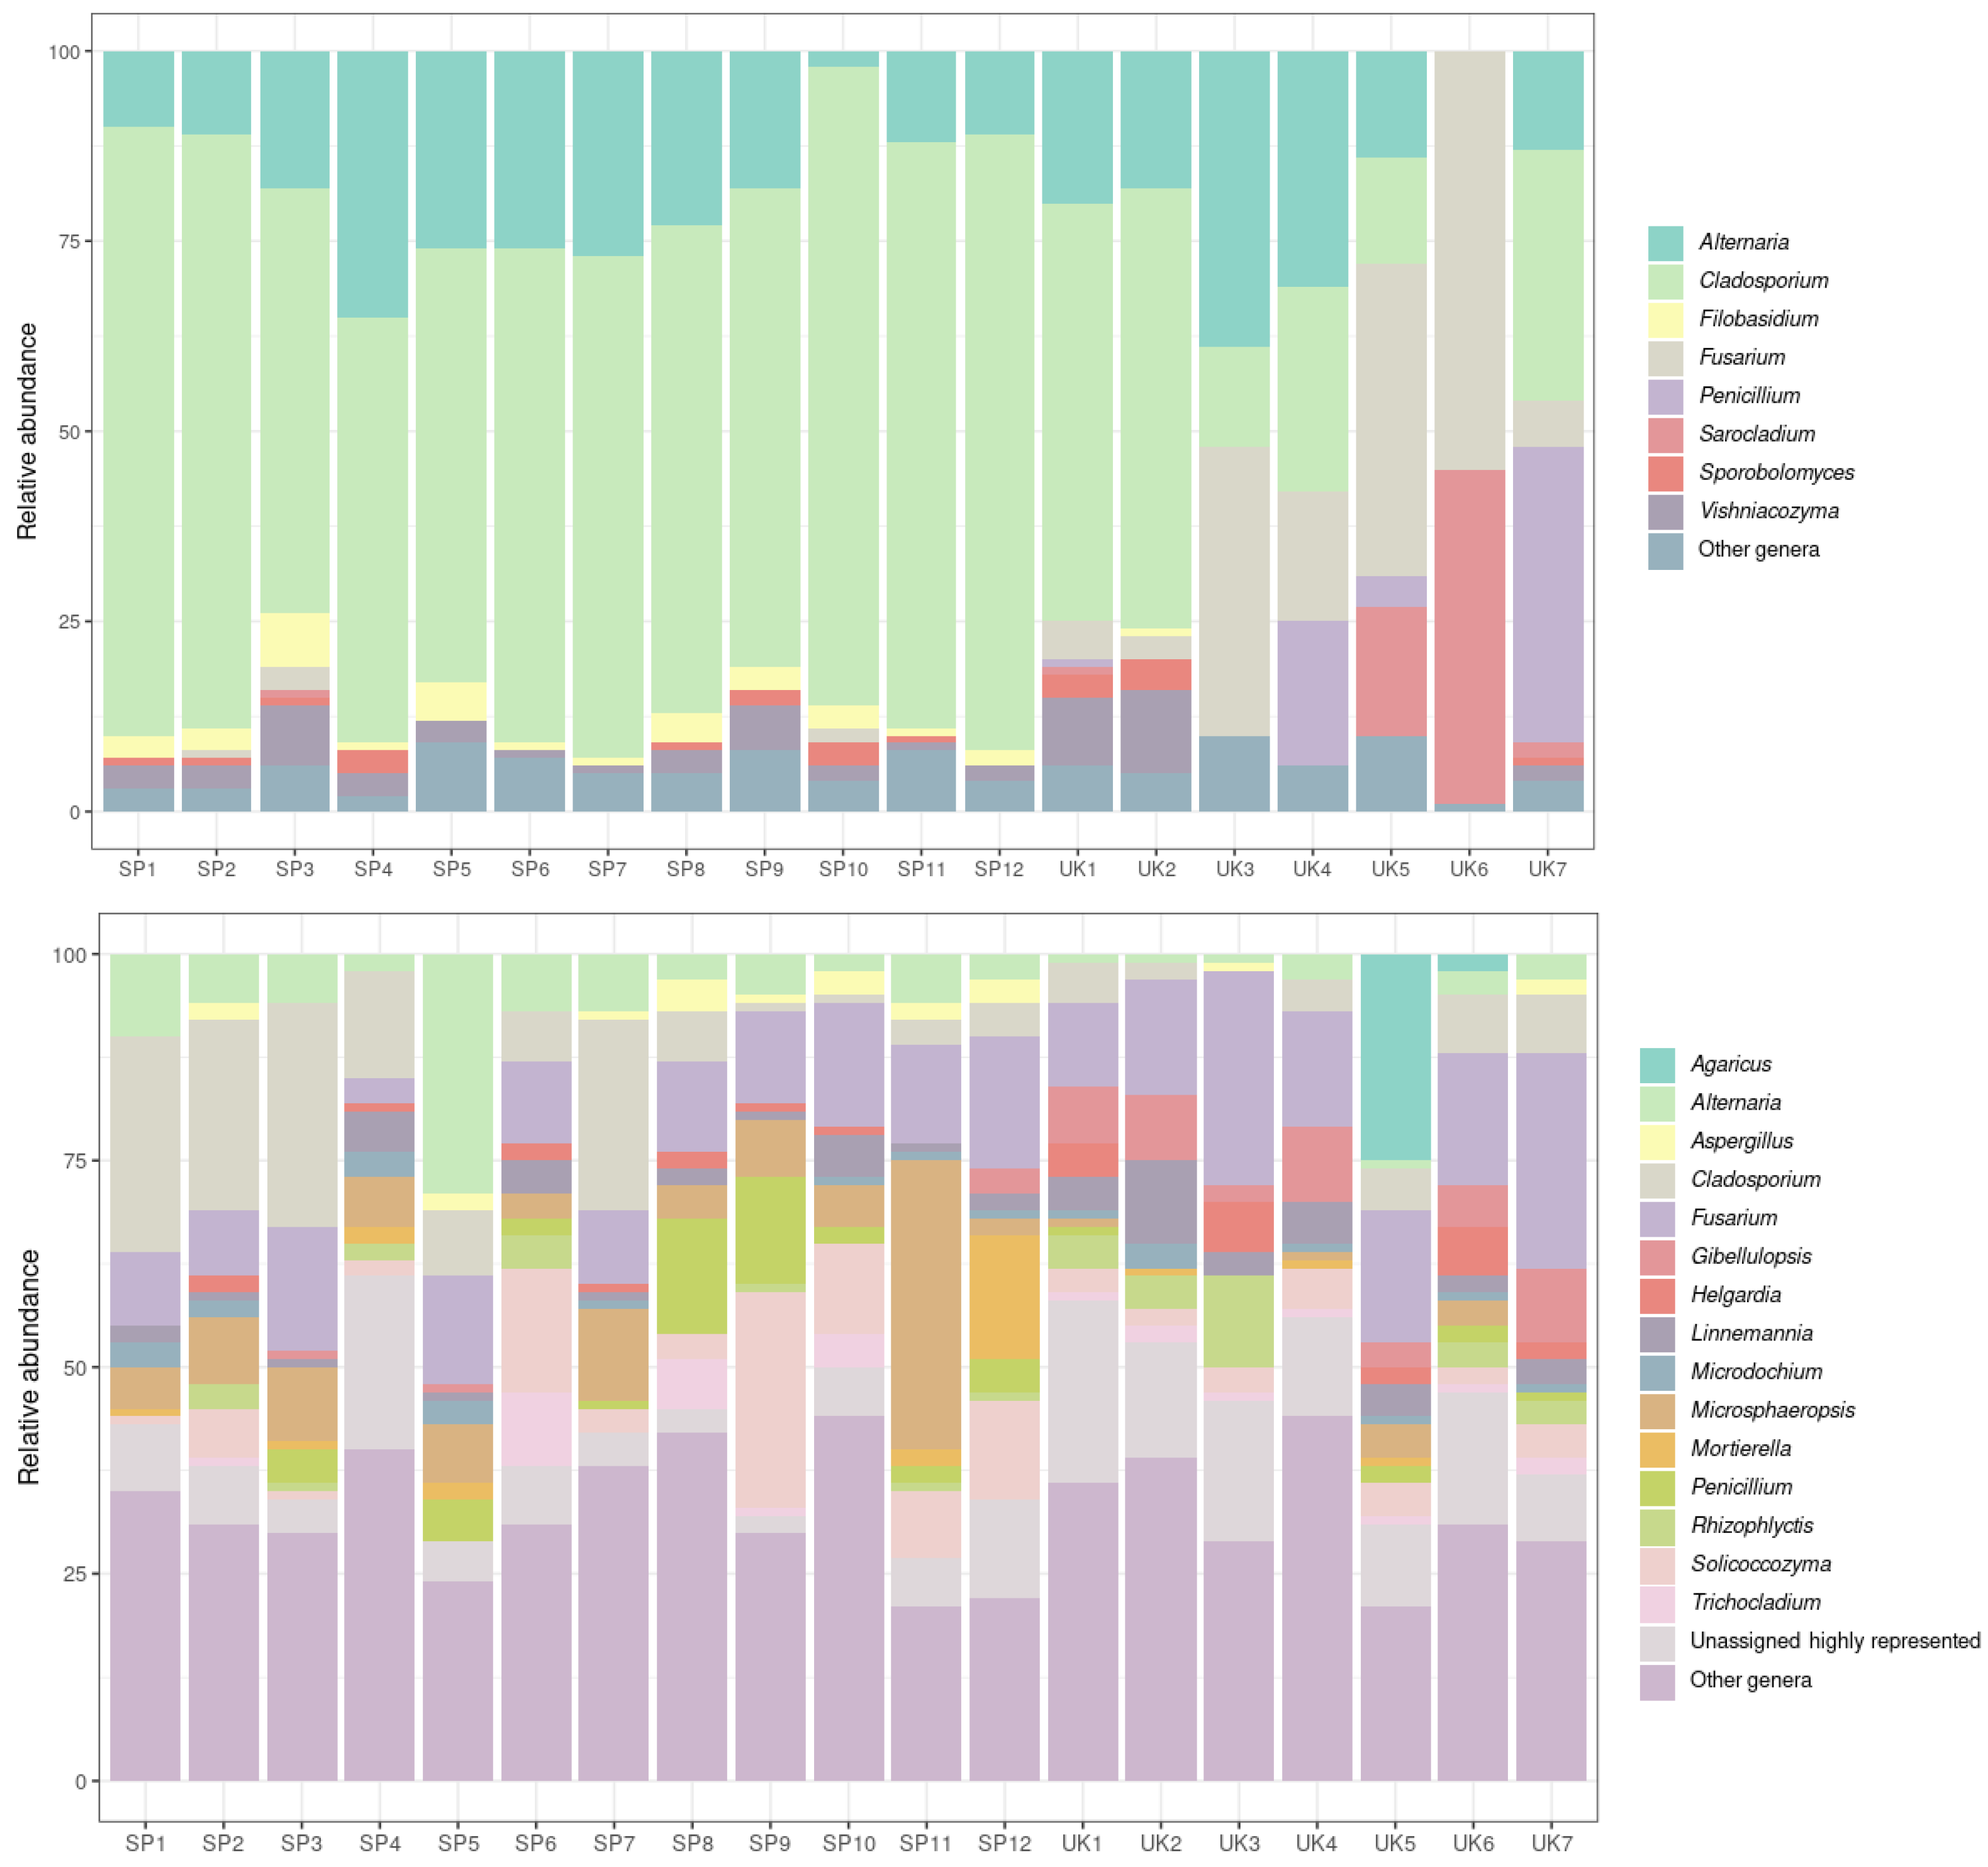 Relative abundance
100
75
50
25
0
SP1 SP2 SP3 SP4 SP5 SP6 SP7 SP8 SP9 SP10 SP11 SP12 UK1 UK2 UK3 UK4 UK5 UK6 UK7
Alternaria
Cladosporium
Filobasidium
Fusarium
Penicillium
Sarocladium
Sporobolomyces
Vishniacozyma
Other genera
Relative abundance
100
75
50
25
0
SP1 SP2 SP3 SP4 SP5 SP6 SP7 SP8 SP9 SP10 SP11 SP12 UK1 UK2 UK3 UK4 UK5 UK6 UK7
Agaricus
Alternaria
Aspergillus
Cladosporium
Fusarium
Gibellulopsis
Helgardia
Linnemannia
Microdochium
Microsphaeropsis
Mortierella
Penicillium
Rhizophlyctis
Solicoccozyma
Trichocladium
Unassigned highly represented
Other genera